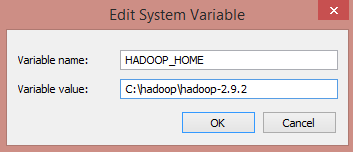 Edit System Variable
Variable name: HADOOP_HOME
Variable value: C:\hadoop\hadoop-2.9.2
OK Cancel